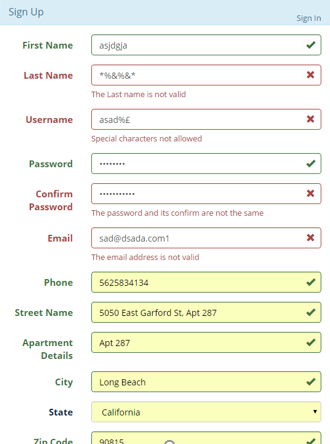 Sign Up
Sign In
First Name asjdgja
Last Name *%&%&*
The Last name is not valid
Username asad%£
Special characters not allowed
Password ••••••••
Confirm Password •••••••••••
The password and its confirm are not the same
Email sad@dsada.com1
The email address is not valid
Phone 5625834134
Street Name 5050 East Garford St, Apt 287
Apartment Details Apt 287
City Long Beach
State California
Zip Code 90815